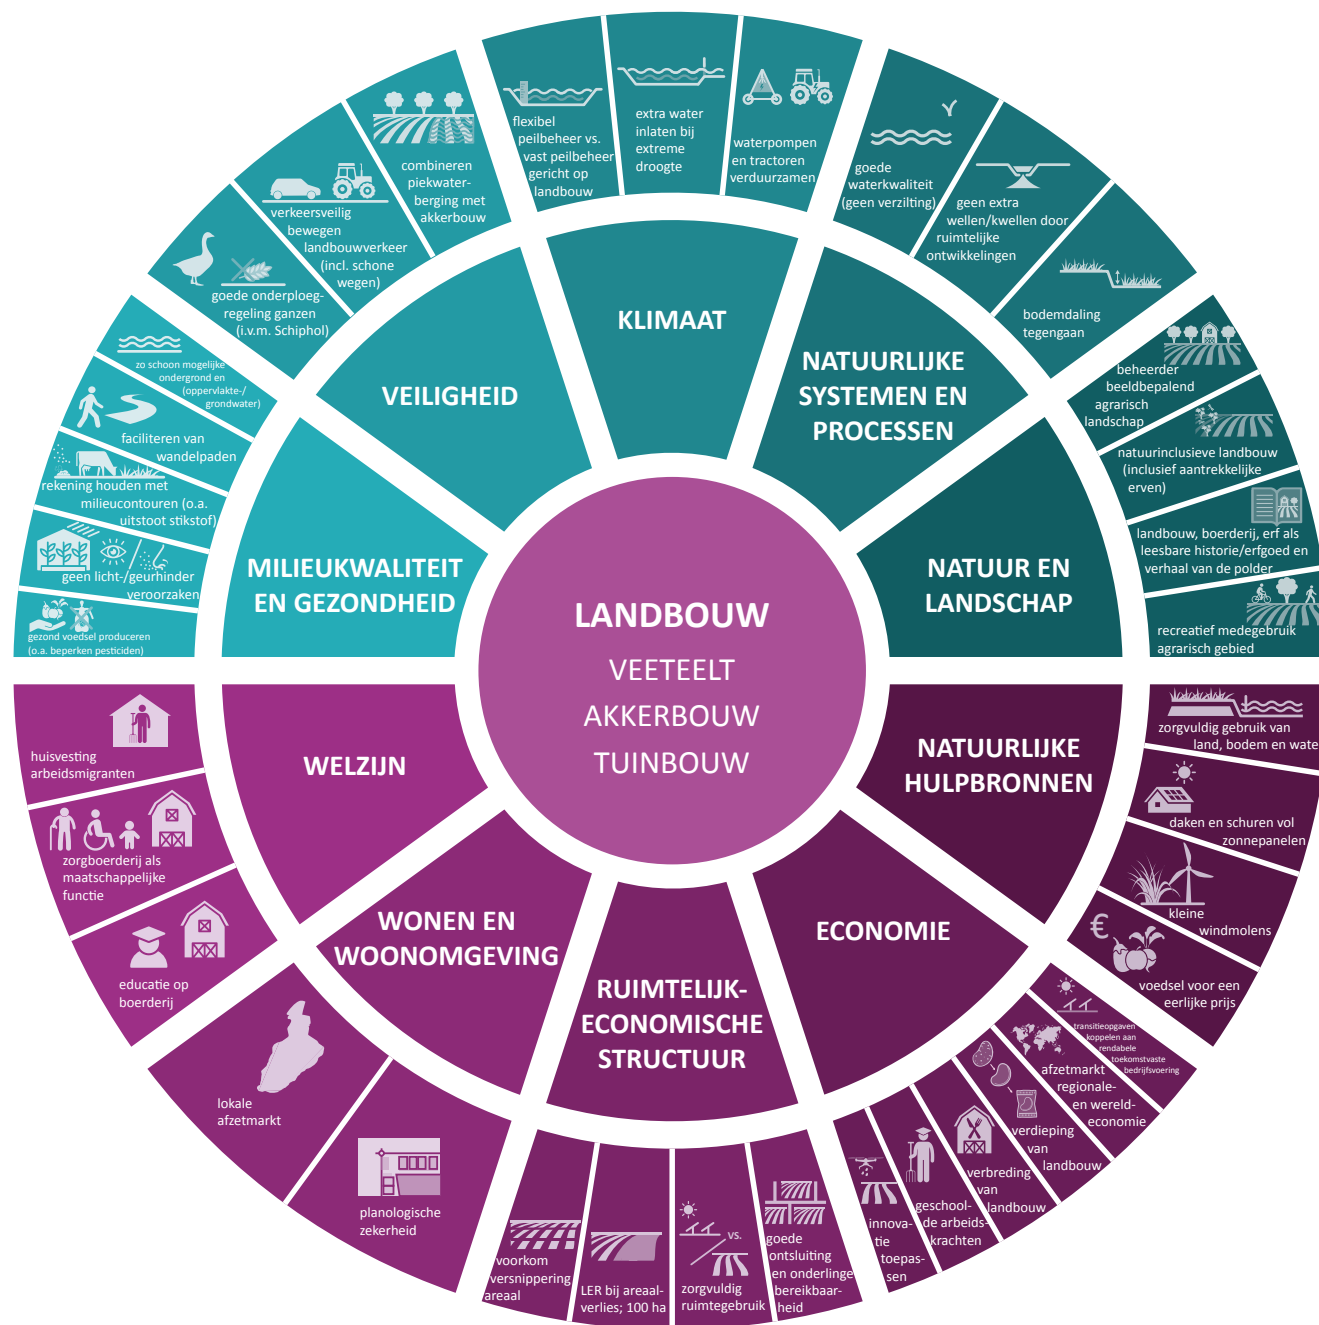 LANDBOUW
VEETEELT
AKKERBOUW
TUINBOUW
KLIMAAT
flexibel
peilbeheer vs.
vast peilbeheer
gericht op
landbouw
extra water
inlaten bij
extreme
droogte
waterpompen
en tractoren
verduurzamen
NATUURLIJKE
SYSTEMEN EN
PROCESSEN
goede
waterkwaliteit
(geen verzilting)
geen extra
wellen/kwellen door
ruimtelijke
ontwikkelingen
bodemdaling
tegengaan
NATUUR EN
LANDSCHAP
beheerder
beeldbepalend
agrarisch
landschap
natuurinclusieve landbouw
(inclusief aantrekkelijke
erven)
landbouw, boerderij, erf als
leesbare historie/erfgoed en
verhaal van de polder
recreatief medegebruik
agrarisch gebied
NATUURLIJKE
HULPBRONNEN
zorgvuldig gebruik van
land, bodem en wate
daken en schuren vol
zonnepanelen
kleine
windmolens
€
voedsel voor een
eerlijke prijs
ECONOMIE
transitieopgaven
koppelen aan
rendabele
toekomstvaste
bedrijfsvoering
afzetmarkt
regionale-
en wereld-
economie
verdieping
van
landbouw
verbreding
van
landbouw
geschool-
de arbeids-
krachten
innova-
tie
toepas-
sen
RUIMTELIJK-
ECONOMISCHE
STRUCTUUR
goede
ontsluiting
en onderlinge
bereikbaar-
heid
vs.
zorgvuldig
ruimtegebruik
LER bij areaal-
verlies; 100 ha
voorkom
versnippering
areaal
WONEN EN
WOONOMGEVING
planologische
zekerheid
lokale
afzetmarkt
WELZIJN
educatie op
boerderij
zorgboerderij als
maatschappelijke
functie
huisvesting
arbeidsmigranten
MILIEUKWALITEIT
EN GEZONDHEID
gezond voedsel produceren
(o.a. beperken pesticiden)
geen licht-/geurhinder
veroorzaken
rekening houden met
milieucontouren (o.a.
uitstoot stikstof)
faciliteren van
wandelpaden
zo schoon mogelijke
ondergrond en
(oppervlakte-/
grondwater)
VEILIGHEID
goede onderploeg-
regeling ganzen
(i.v.m. Schiphol)
verkeersveilig
bewegen
landbouwverkeer
(incl. schone
wegen)
combineren
piekwater-
berging met
akkerbouw